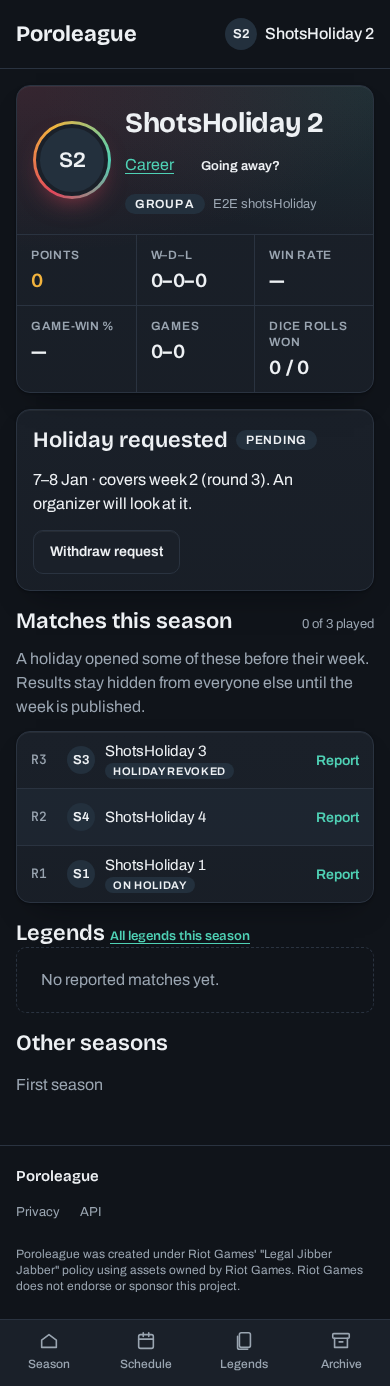 Poroleague
S2 ShotsHoliday 2
S2
ShotsHoliday 2
Career Going away?
GROUP A E2E shotsHoliday
POINTS
0
W–D–L
0–0–0
WIN RATE
—
GAME-WIN %
—
GAMES
0–0
DICE ROLLS
WON
0 / 0
Holiday requested PENDING
7–8 Jan · covers week 2 (round 3). An
organizer will look at it.
Withdraw request
Matches this season 0 of 3 played
A holiday opened some of these before their week.
Results stay hidden from everyone else until the
week is published.
R3 S3 ShotsHoliday 3 Report
HOLIDAY REVOKED
R2 S4 ShotsHoliday 4 Report
R1 S1 ShotsHoliday 1 Report
ON HOLIDAY
Legends All legends this season
No reported matches yet.
Other seasons
First season
Poroleague
Privacy API
Poroleague was created under Riot Games' "Legal Jibber
Jabber" policy using assets owned by Riot Games. Riot Games
does not endorse or sponsor this project.
Season Schedule Legends Archive